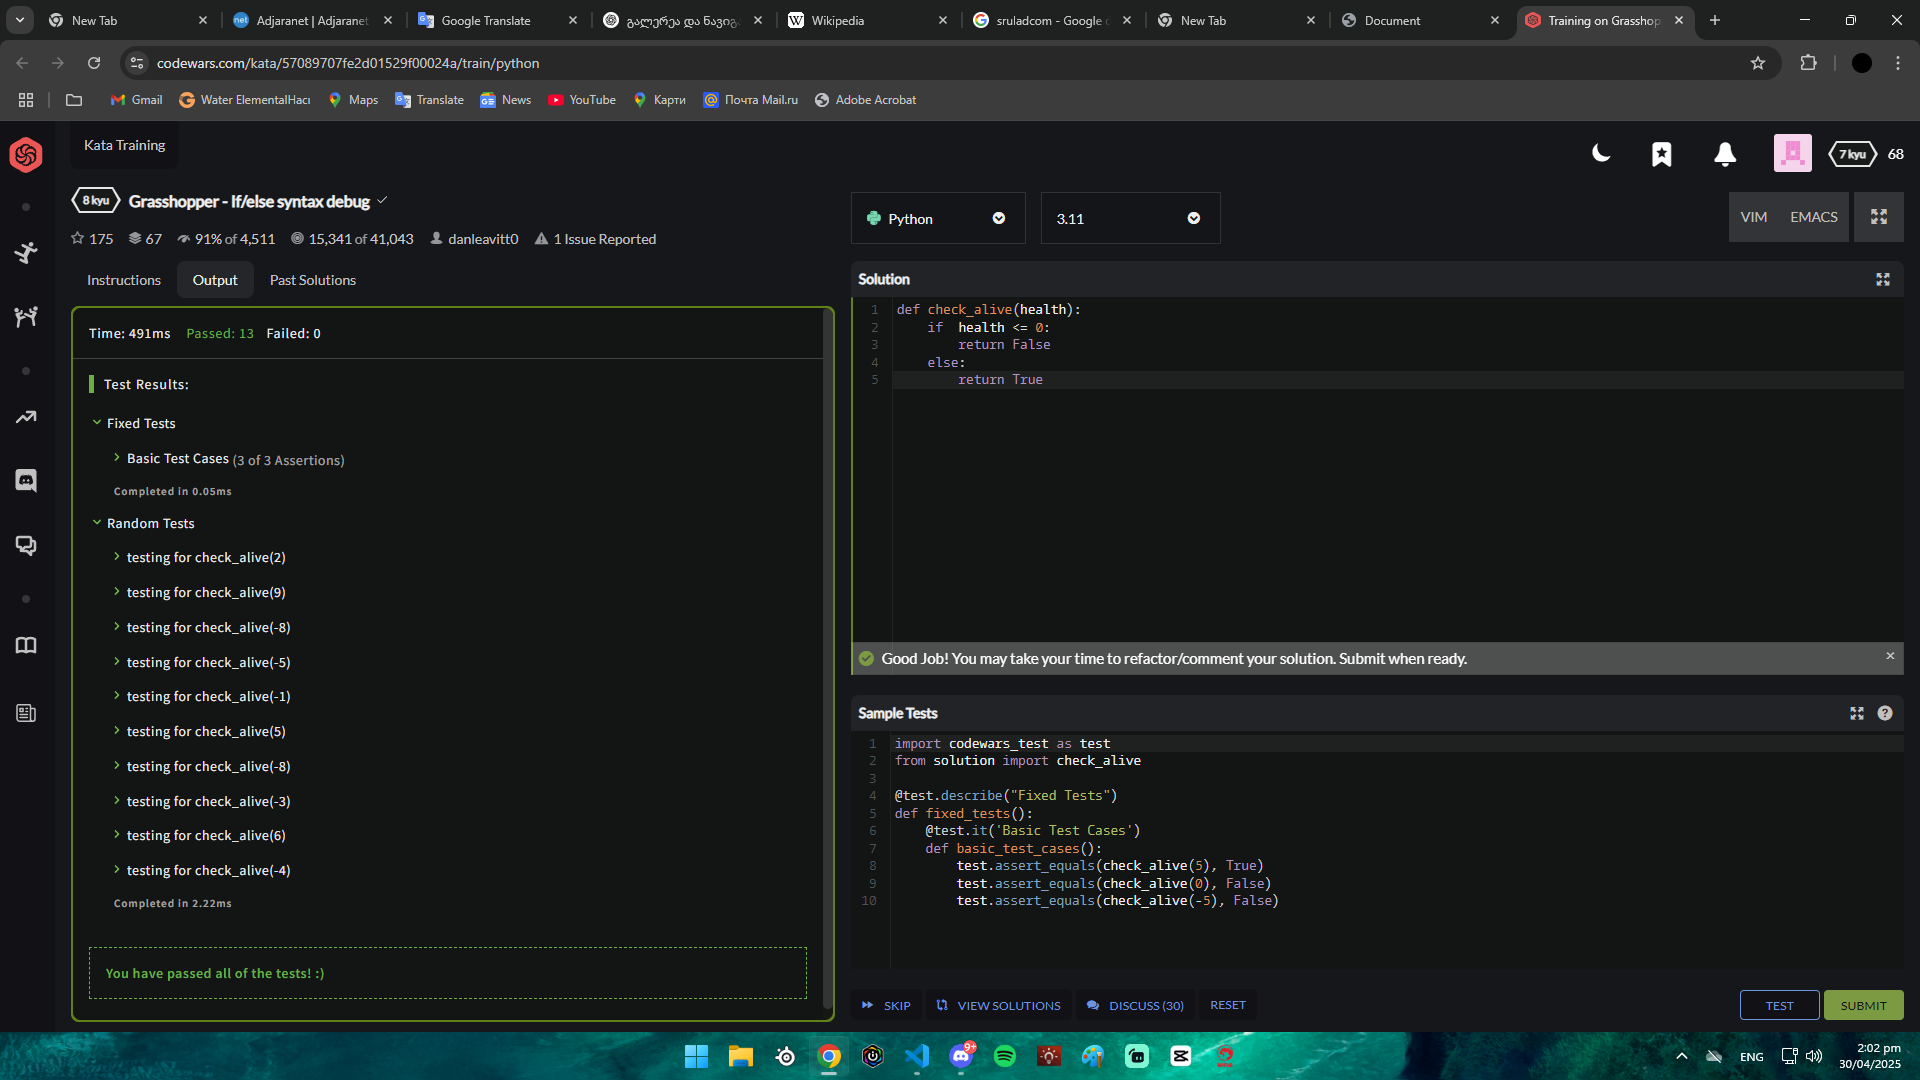 New Tab
Adjaranet | Adjaranet
Google Translate
გალერეა და ნავიგ
Wikipedia
sruladcom - Google
New Tab
Document
Training on Grasshop
codewars.com/kata/57089707fe2d01529f00024a/train/python
Gmail
Water ElementalHacı
Maps
Translate
News
YouTube
Карти
Почта Mail.ru
Adobe Acrobat
Kata Training
7 kyu
68
8 kyu
Grasshopper - If/else syntax debug
175
67
91% of 4,511
15,341 of 41,043
danleavitt0
1 Issue Reported
Python
3.11
VIM
EMACS
Instructions
Output
Past Solutions
Time: 491ms Passed: 13 Failed: 0
Test Results:
Fixed Tests
Basic Test Cases (3 of 3 Assertions)
Completed in 0.05ms
Random Tests
testing for check_alive(2)
testing for check_alive(9)
testing for check_alive(-8)
testing for check_alive(-5)
testing for check_alive(-1)
testing for check_alive(5)
testing for check_alive(-8)
testing for check_alive(-3)
testing for check_alive(6)
testing for check_alive(-4)
Completed in 2.22ms
You have passed all of the tests! :)
Solution
1 def check_alive(health):
2     if  health <= 0:
3         return False
4     else:
5         return True
Good Job! You may take your time to refactor/comment your solution. Submit when ready.
Sample Tests
1 import codewars_test as test
2 from solution import check_alive
3
4 @test.describe("Fixed Tests")
5 def fixed_tests():
6     @test.it('Basic Test Cases')
7     def basic_test_cases():
8         test.assert_equals(check_alive(5), True)
9         test.assert_equals(check_alive(0), False)
10         test.assert_equals(check_alive(-5), False)
SKIP
VIEW SOLUTIONS
DISCUSS (30)
RESET
TEST
SUBMIT
9+
ENG
2:02 pm
30/04/2025